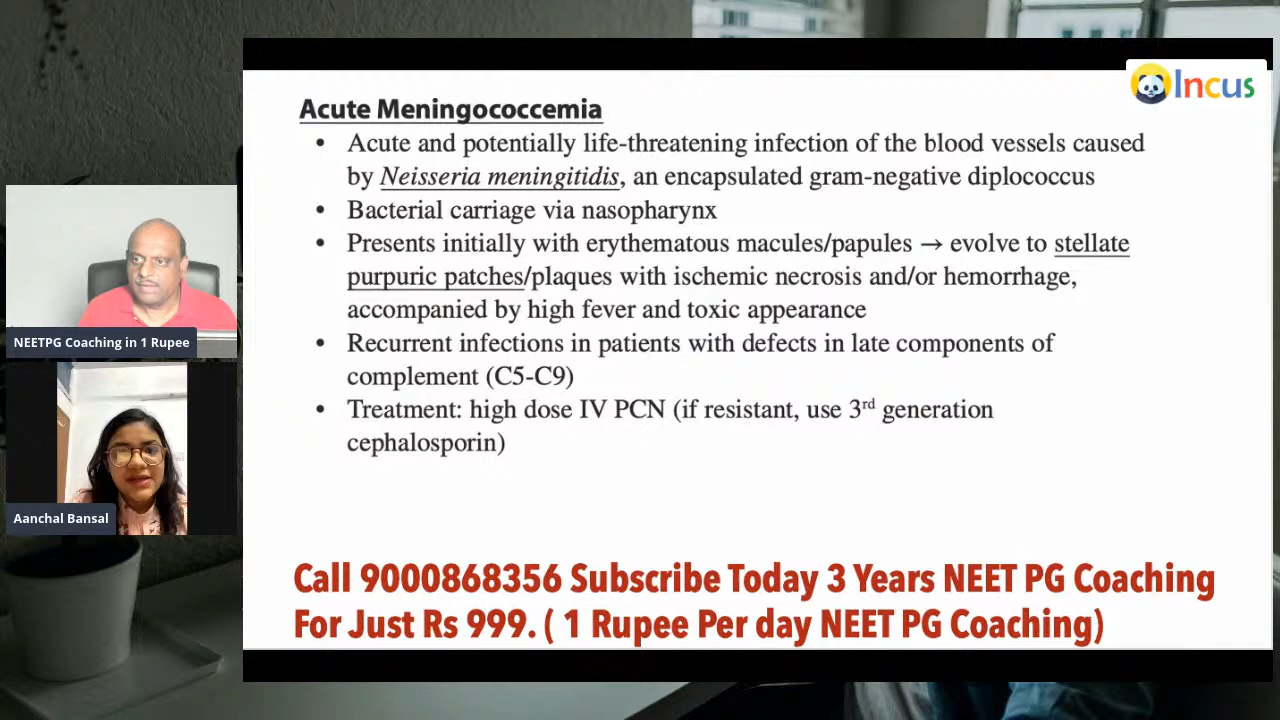 Incus
Acute Meningococcemia
• Acute and potentially life-threatening infection of the blood vessels caused
by Neisseria meningitidis, an encapsulated gram-negative diplococcus
• Bacterial carriage via nasopharynx
• Presents initially with erythematous macules/papules → evolve to stellate
purpuric patches/plaques with ischemic necrosis and/or hemorrhage,
accompanied by high fever and toxic appearance
• Recurrent infections in patients with defects in late components of
complement (C5-C9)
• Treatment: high dose IV PCN (if resistant, use 3rd generation
cephalosporin)
NEETPG Coaching in 1 Rupee
Aanchal Bansal
Call 9000868356 Subscribe Today 3 Years NEET PG Coaching
For Just Rs 999. ( 1 Rupee Per day NEET PG Coaching)